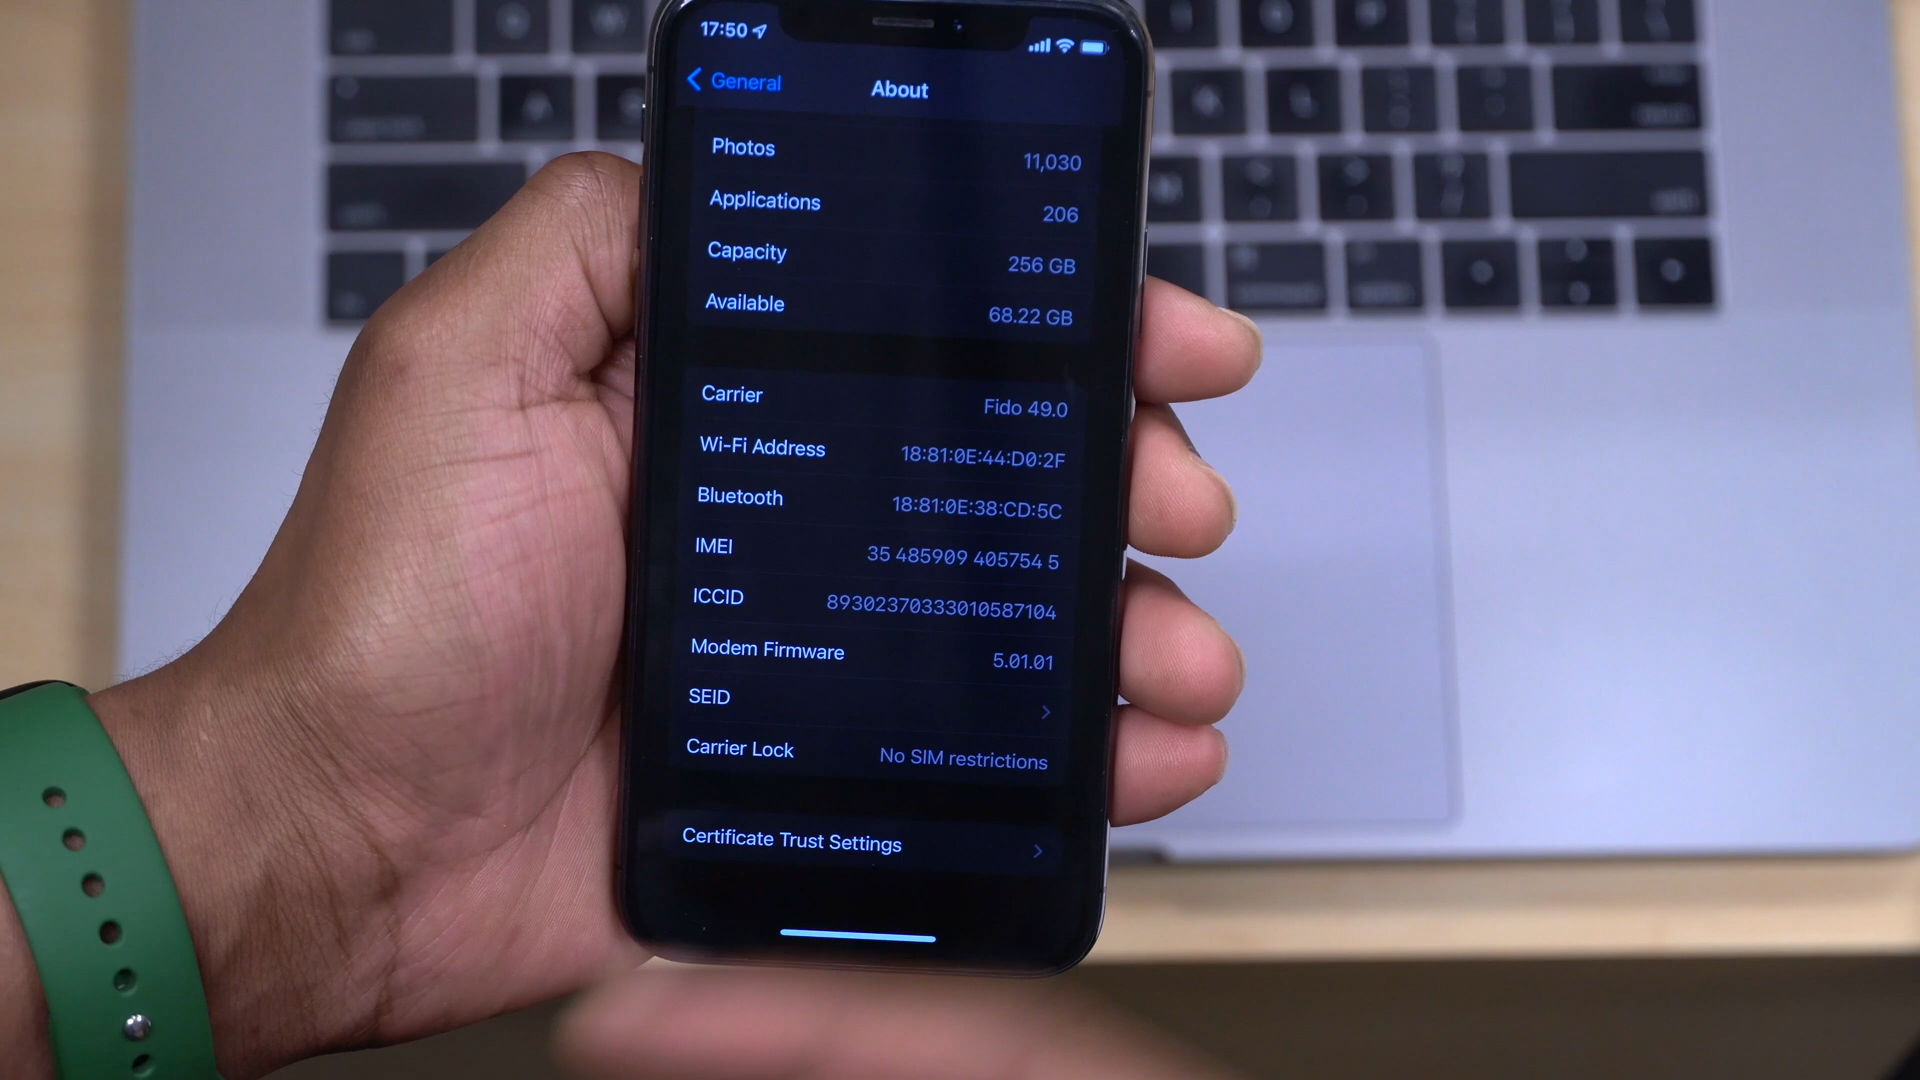 17:50
General
About
Photos 11,030
Applications 206
Capacity 256 GB
Available 68.22 GB
Carrier Fido 49.0
Wi-Fi Address 18:81:0E:44:D0:2F
Bluetooth 18:81:0E:38:CD:5C
IMEI 35 485909 405754 5
ICCID 89302370333010587104
Modem Firmware 5.01.01
SEID
Carrier Lock No SIM restrictions
Certificate Trust Settings